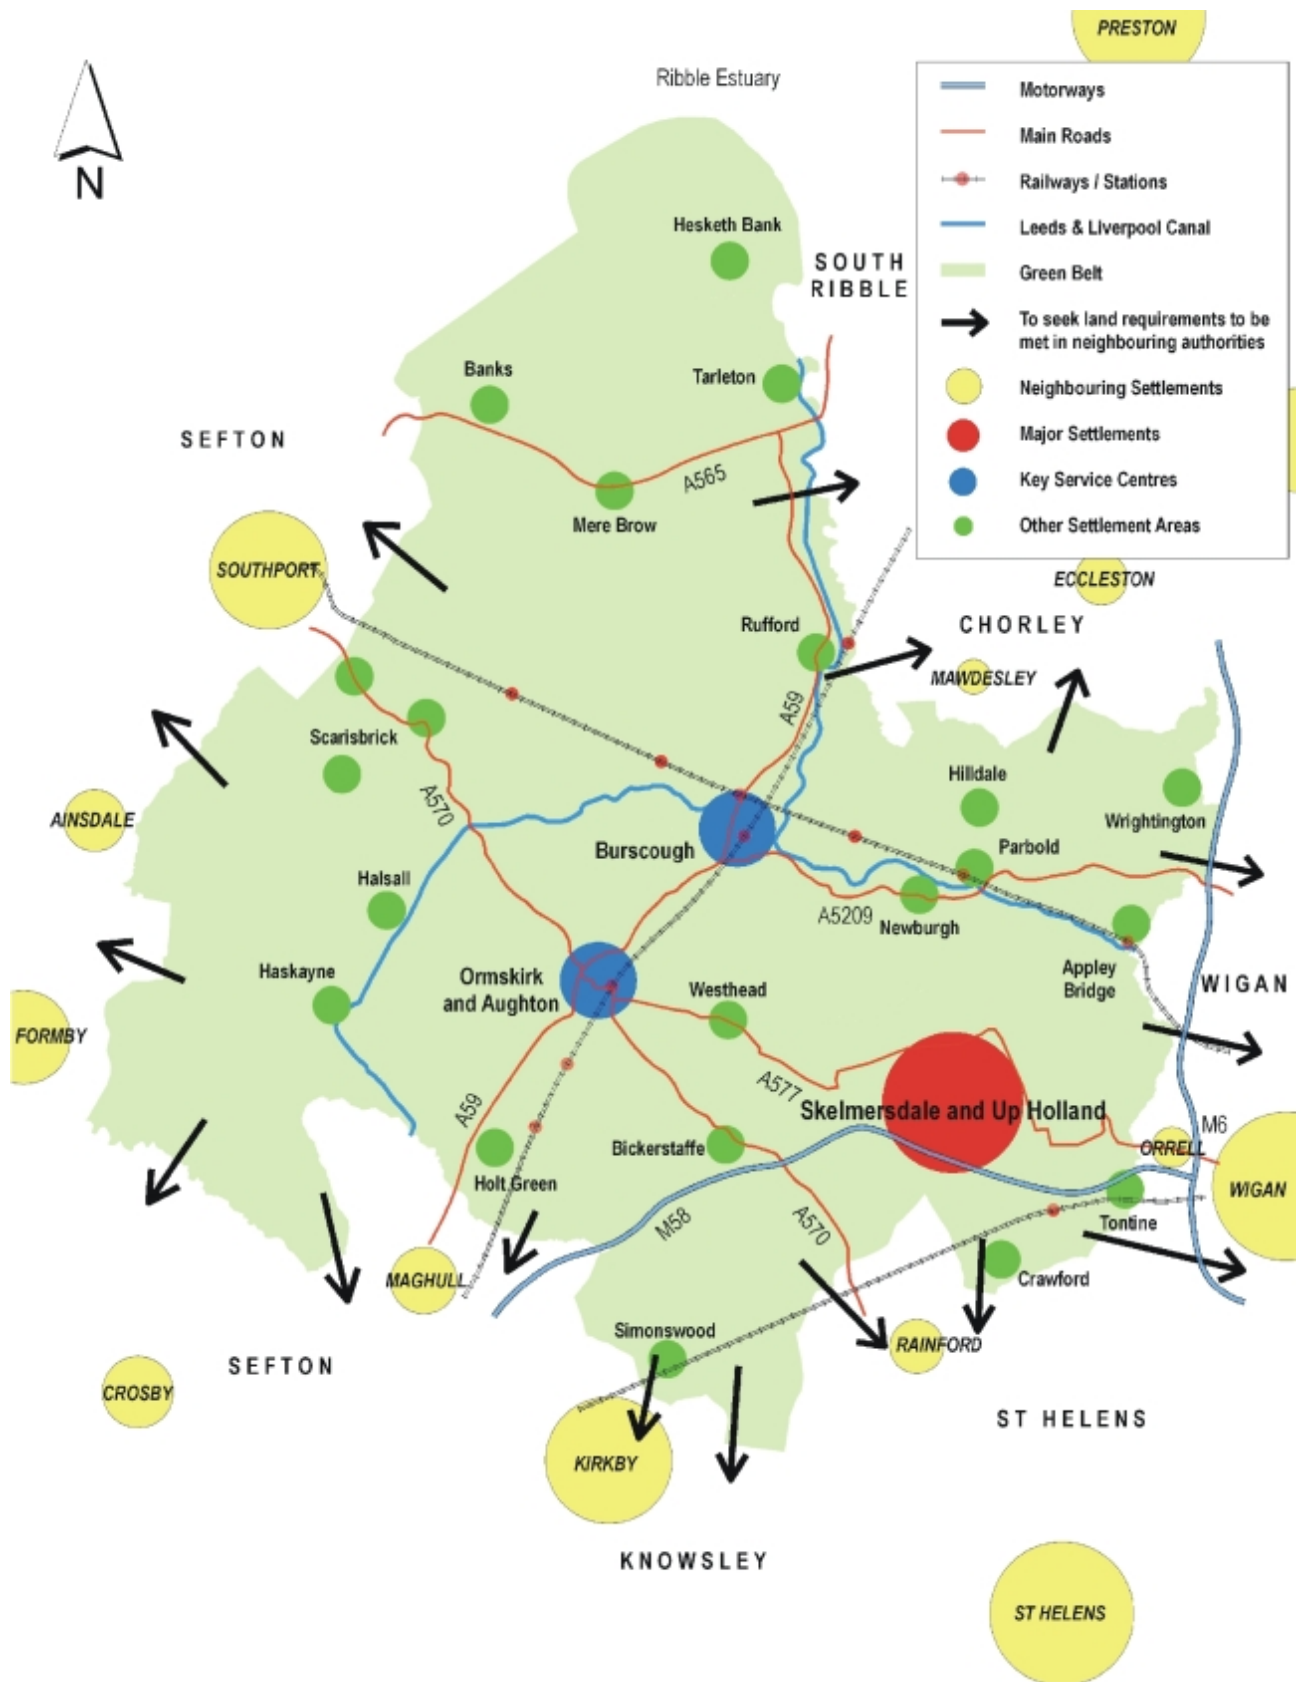 PRESTON
Ribble Estuary
Motorways
Main Roads
Railways / Stations
Leeds & Liverpool Canal
Green Belt
To seek land requirements to be
met in neighbouring authorities
Neighbouring Settlements
Major Settlements
Key Service Centres
Other Settlement Areas
N
Hesketh Bank
SOUTH
RIBBLE
Banks
Tarleton
SEFTON
A565
Mere Brow
SOUTHPORT
ECCLESTON
Rufford
CHORLEY
MAWDESLEY
A59
Scarisbrick
Hilldale
A570
AINSDALE
Wrightington
Burscough
Parbold
Halsall
A5209
Newburgh
Haskayne
Ormskirk
and Aughton
Westhead
Appley
Bridge
WIGAN
FORMBY
A577
A59
Skelmersdale and Up Holland
M6
Bickerstaffe
ORRELL
Holt Green
WIGAN
M58
A570
Tontine
MAGHULL
Crawford
Simonswood
RAINFORD
SEFTON
CROSBY
ST HELENS
KIRKBY
KNOWSLEY
ST HELENS